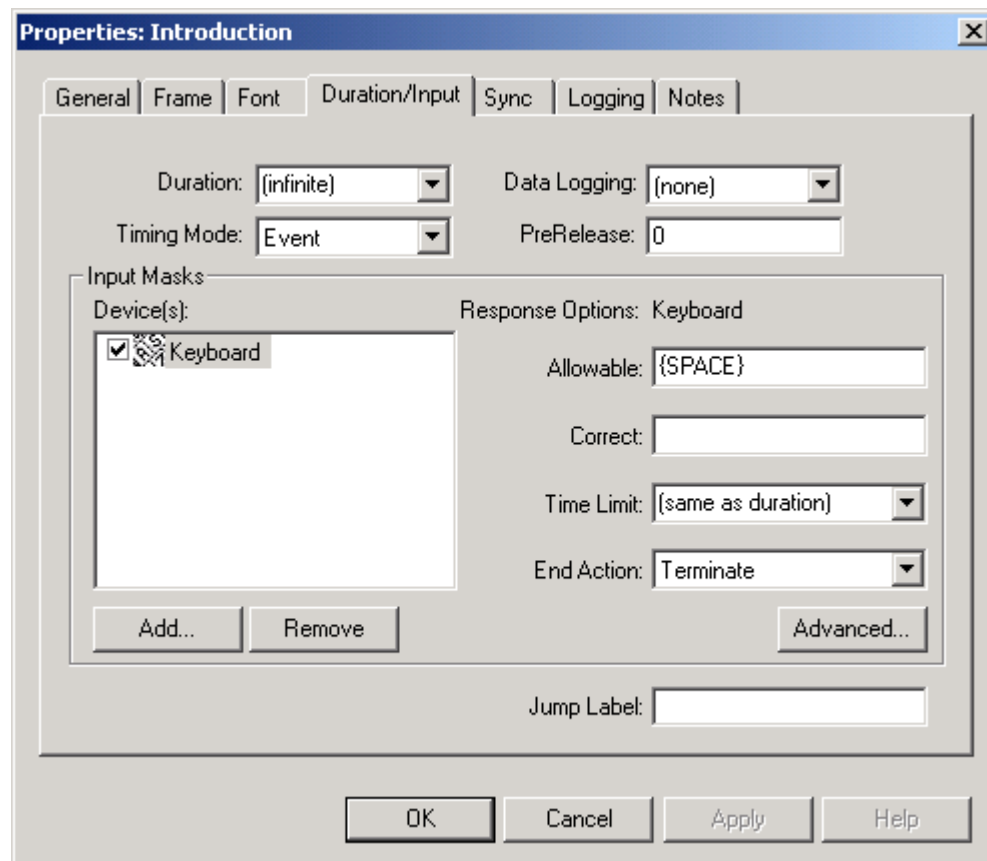 Properties: Introduction
General Frame Font Duration/Input Sync Logging Notes
Duration: (infinite) Data Logging: (none)
Timing Mode: Event PreRelease: 0
Input Masks
Device(s): Response Options: Keyboard
Keyboard
Allowable: {SPACE}
Correct:
Time Limit: (same as duration)
End Action: Terminate
Add... Remove Advanced...
Jump Label:
OK Cancel Apply Help